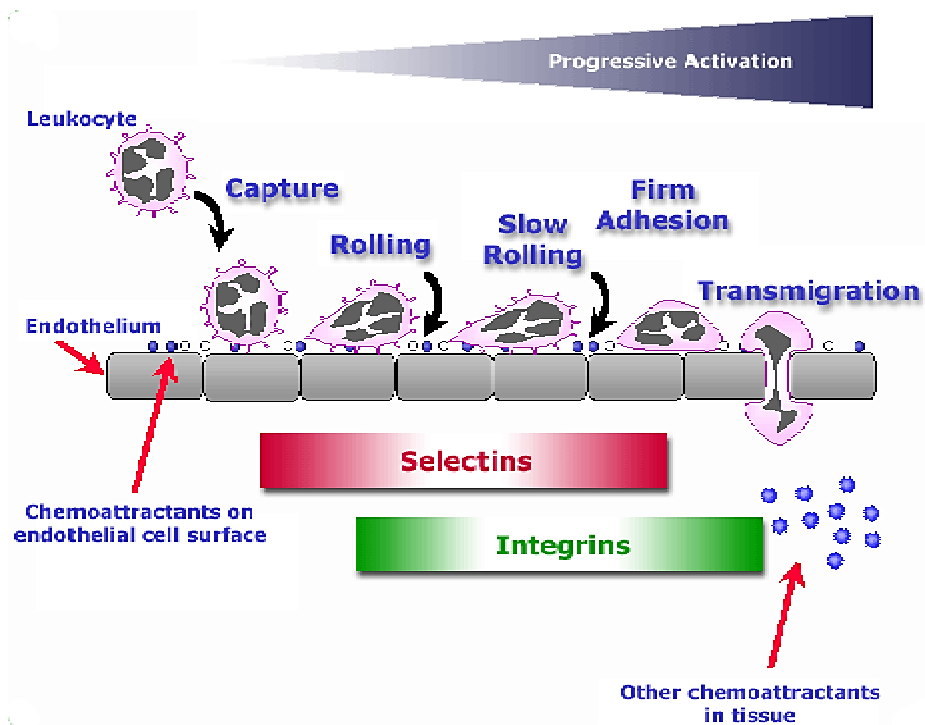 Progressive Activation
Leukocyte
Capture
Rolling
Slow
Rolling
Firm
Adhesion
Transmigration
Endothelium
Selectins
Chemoattractants on
endothelial cell surface
Integrins
Other chemoattractants
in tissue